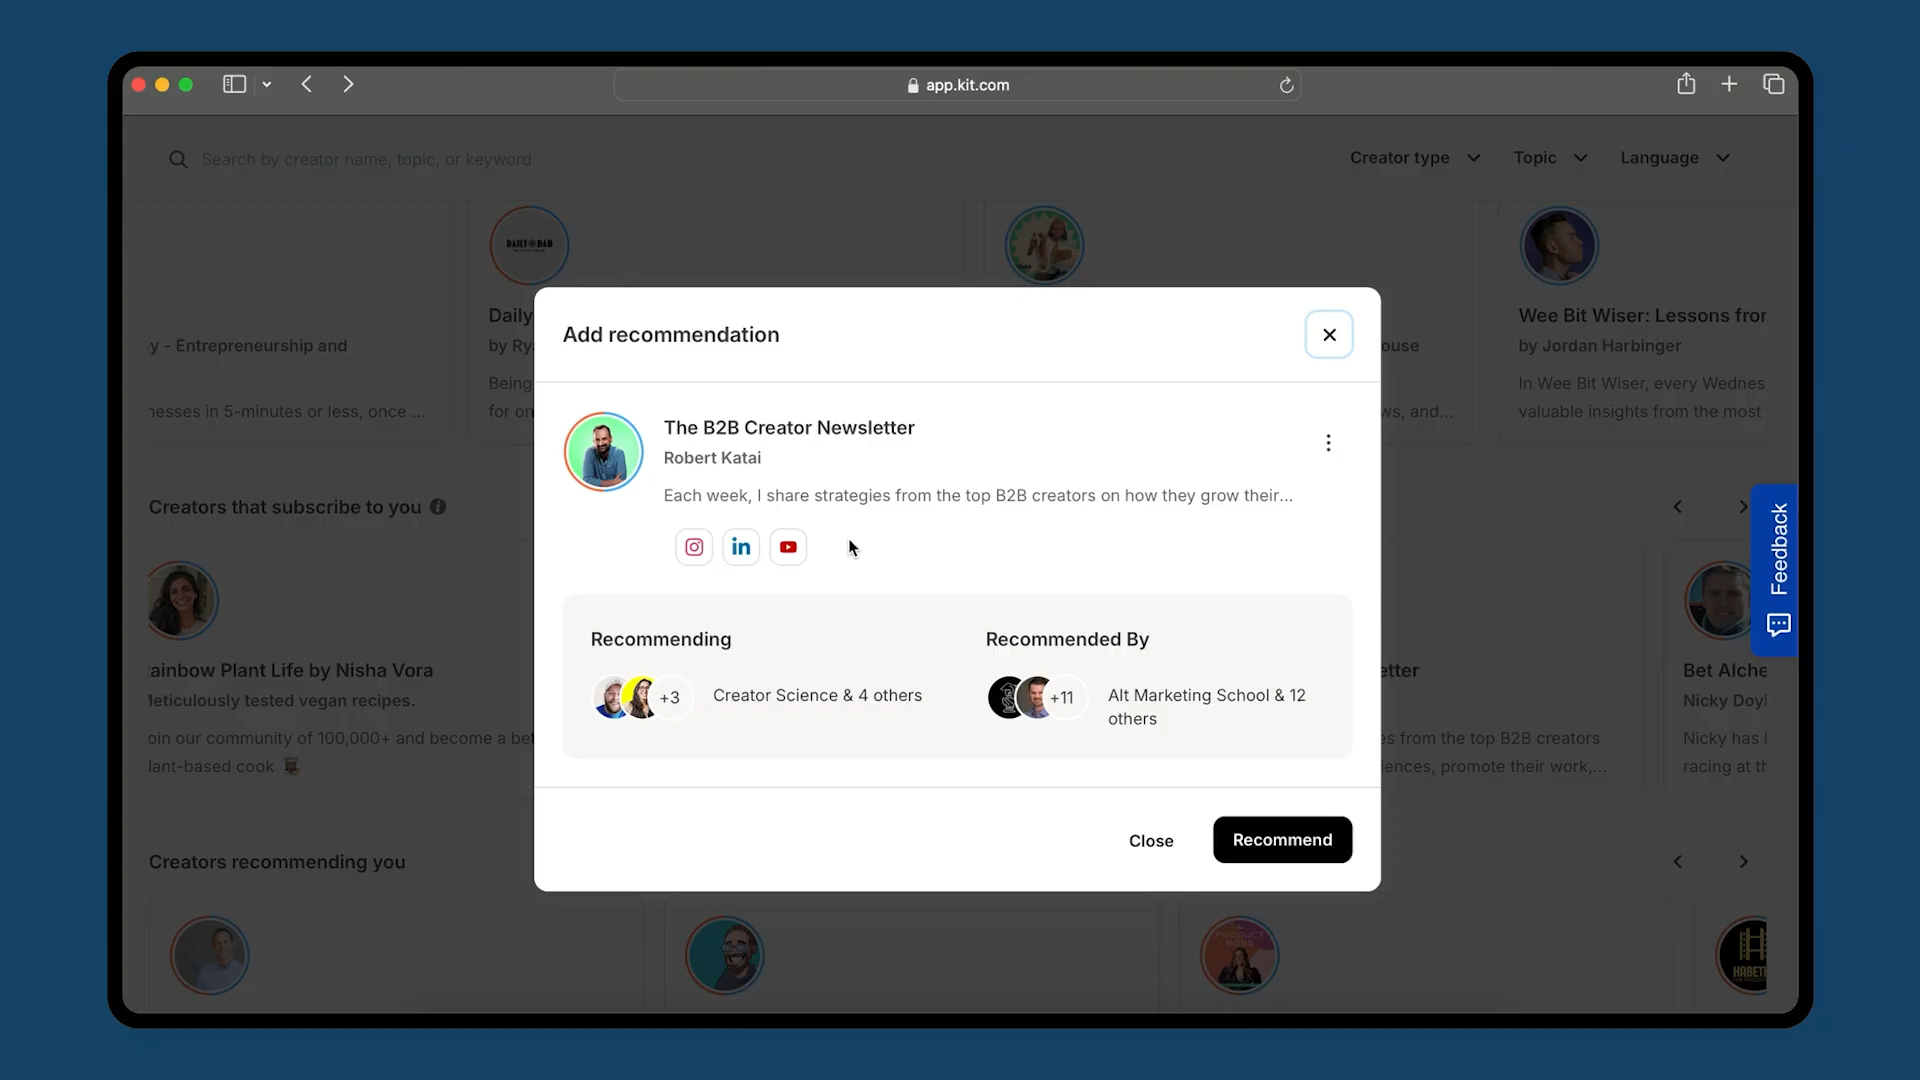 app.kit.com
Search by creator name, topic, or keyword
Creator type
Topic
Language
DAILY DAD
Daily
by Ry
Being
for on
y - Entrepreneurship and
nesses in 5-minutes or less, once ...
ouse
ws, and...
Wee Bit Wiser: Lessons fror
by Jordan Harbinger
In Wee Bit Wiser, every Wednes
valuable insights from the most
Add recommendation
The B2B Creator Newsletter
Robert Katai
Each week, I share strategies from the top B2B creators on how they grow their...
in
Recommending
+3
Creator Science & 4 others
Recommended By
+11
Alt Marketing School & 12
others
Close
Recommend
Feedback
Creators that subscribe to you
ainbow Plant Life by Nisha Vora
Meticulously tested vegan recipes.
oin our community of 100,000+ and become a bet
lant-based cook
etter
es from the top B2B creators
iences, promote their work,...
Bet Alche
Nicky Doyl
Nicky has l
racing at th
Creators recommending you
PRODUCT
BOSS
HABETH